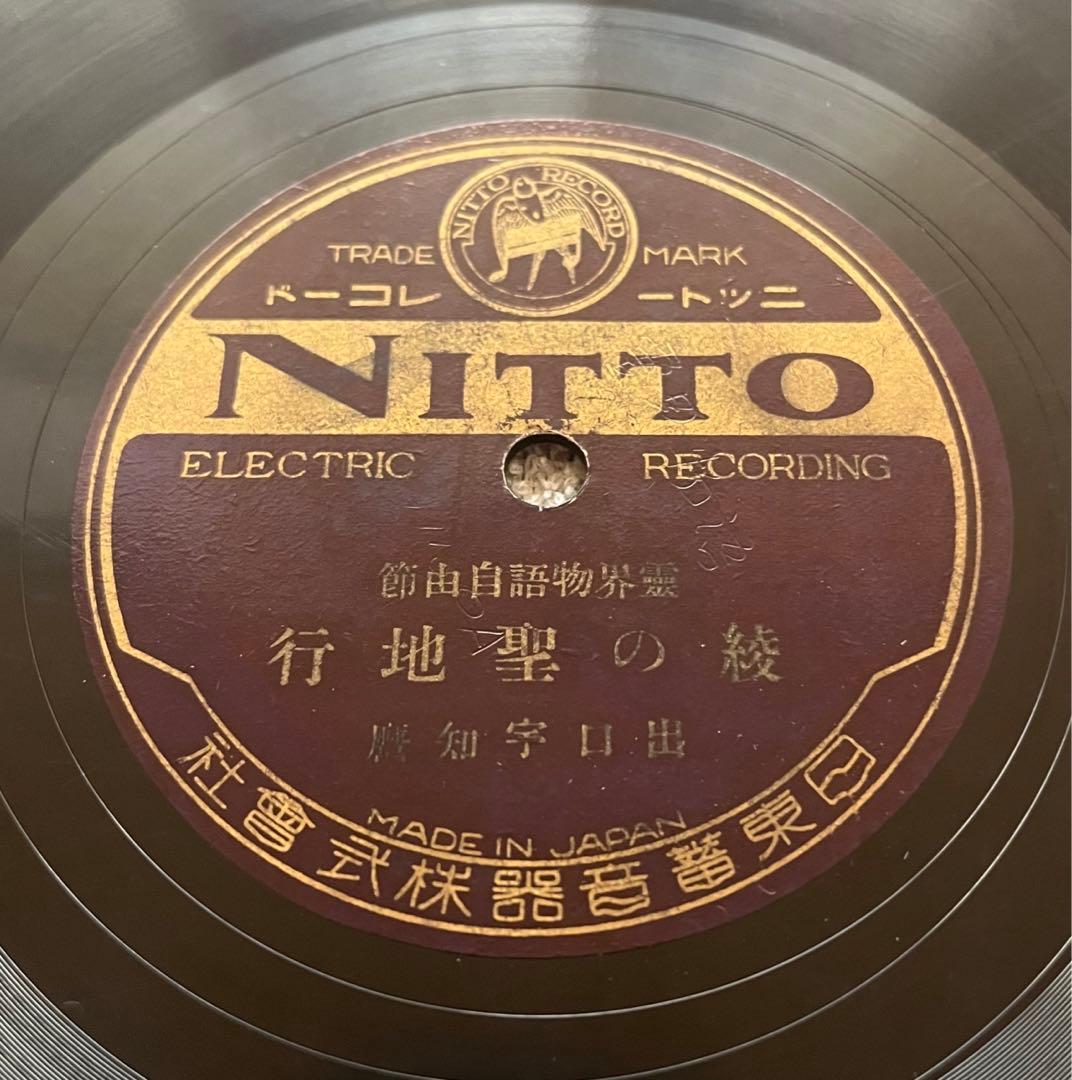 NITTO RECORD
TRADE MARK
ニットー レコード
NITTO
ELECTRIC RECORDING
靈界物語自由節
綾の聖地行
出口宇知麿
MADE IN JAPAN
日東蓄音器株式會社